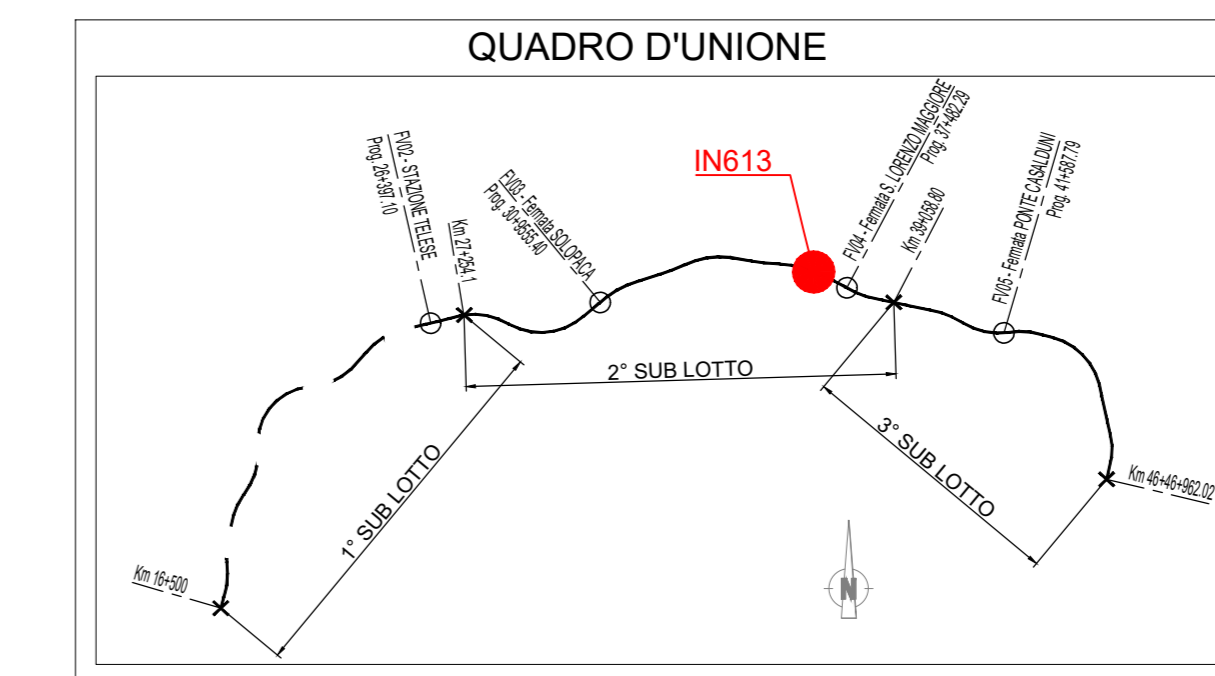 QUADRO D'UNIONE
FV02 - STAZIONE TELESE
Prog. 26+397.10
Km 27+254.1
FV03 - Fermata SOLOPACA
Prog. 30+9655.40
IN613
FV04 - Fermata S. LORENZO MAGGIORE
Prog. 37+482.29
Km 39+058.80
FV05 - Fermata PONTE CASALDUNI
Prog. 41+587.79
2° SUB LOTTO
1° SUB LOTTO
3° SUB LOTTO
Km 46+46+962.02
Km 16+500
N